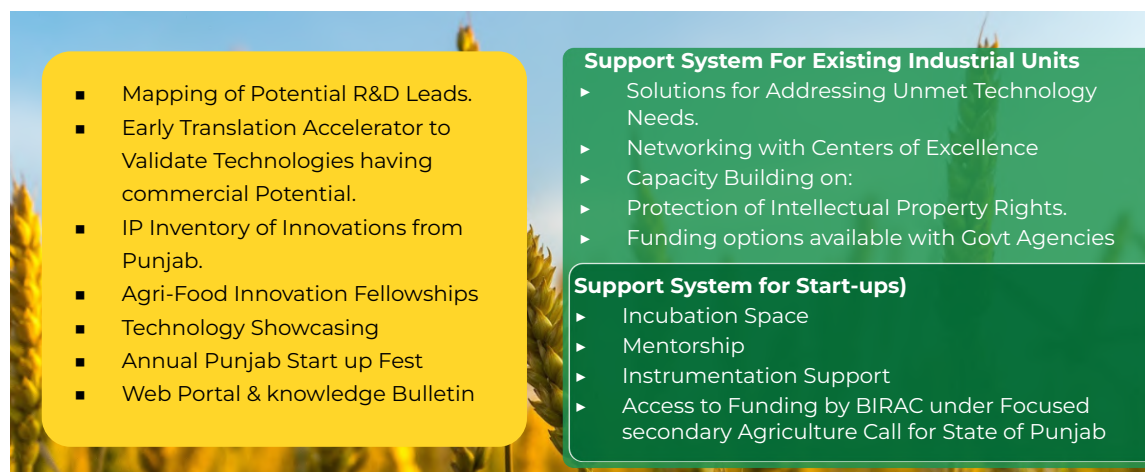 ▪ Mapping of Potential R&D Leads.
▪ Early Translation Accelerator to
Validate Technologies having
commercial Potential.
▪ IP Inventory of Innovations from
Punjab.
▪ Agri-Food Innovation Fellowships
▪ Technology Showcasing
▪ Annual Punjab Start up Fest
▪ Web Portal & knowledge Bulletin
Support System For Existing Industrial Units
▸ Solutions for Addressing Unmet Technology
Needs.
▸ Networking with Centers of Excellence
▸ Capacity Building on:
▸ Protection of Intellectual Property Rights.
▸ Funding options available with Govt Agencies
Support System for Start-ups)
▸ Incubation Space
▸ Mentorship
▸ Instrumentation Support
▸ Access to Funding by BIRAC under Focused
secondary Agriculture Call for State of Punjab